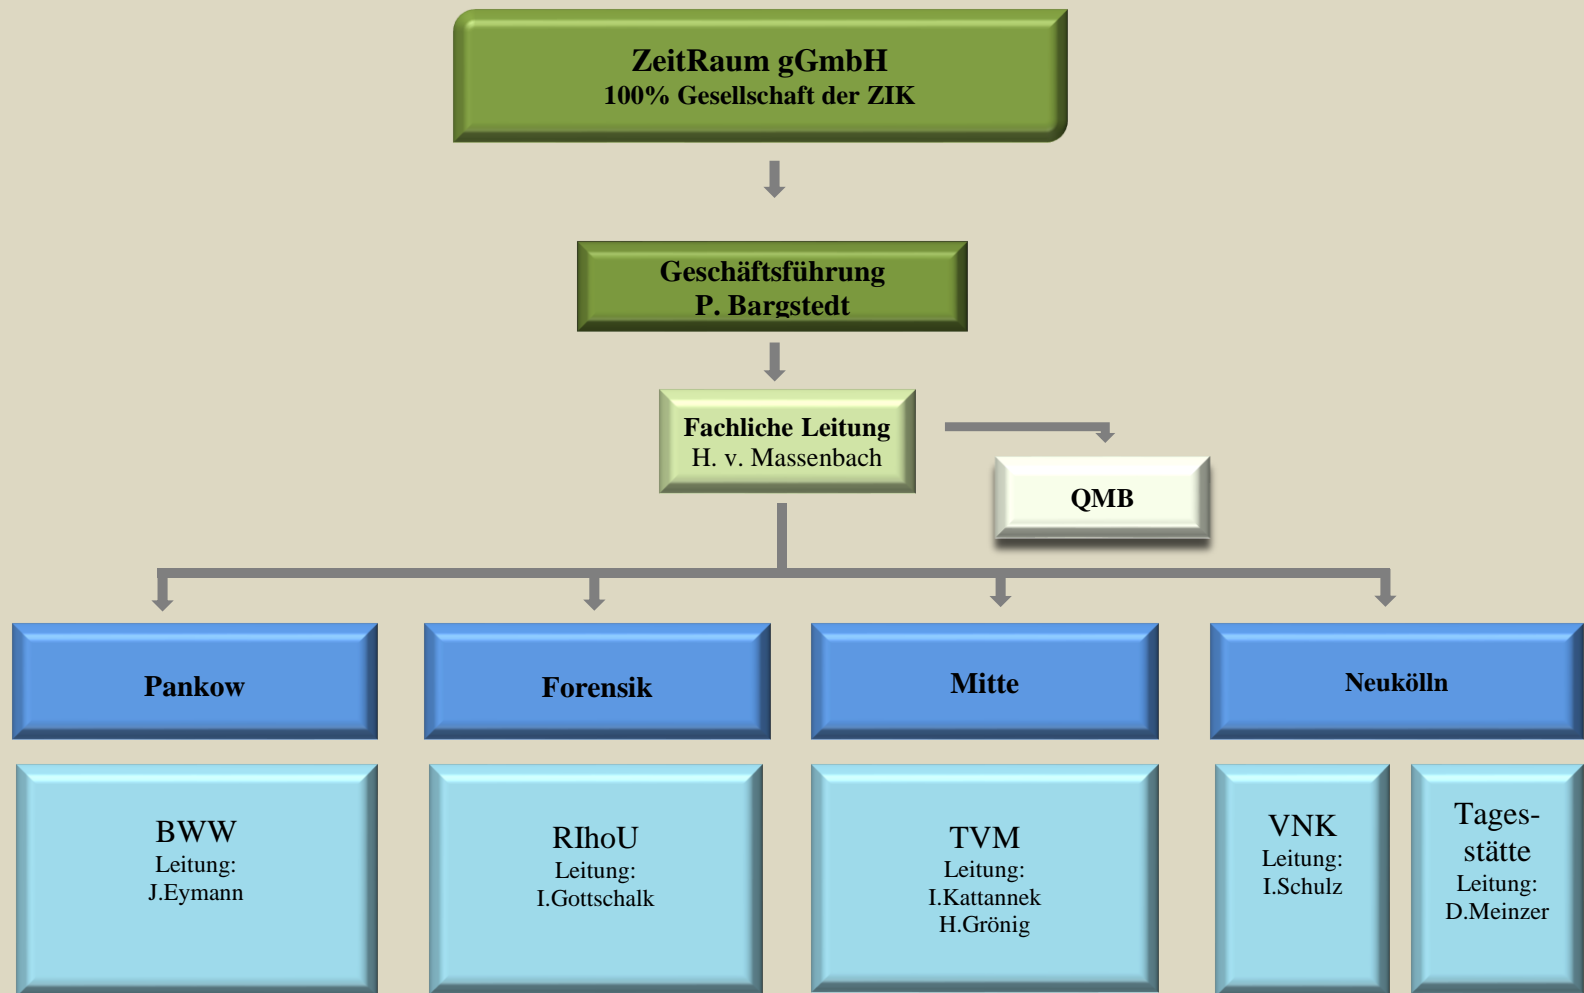 ZeitRaum gGmbH
100% Gesellschaft der ZIK
Geschäftsführung
P. Bargstedt
Fachliche Leitung
H. v. Massenbach
QMB
Pankow
Forensik
Mitte
Neukölln
BWW
Leitung:
J.Eymann
RIhoU
Leitung:
I.Gottschalk
TVM
Leitung:
I.Kattannek
H.Grönig
VNK
Leitung:
I.Schulz
Tages-
stätte
Leitung:
D.Meinzer